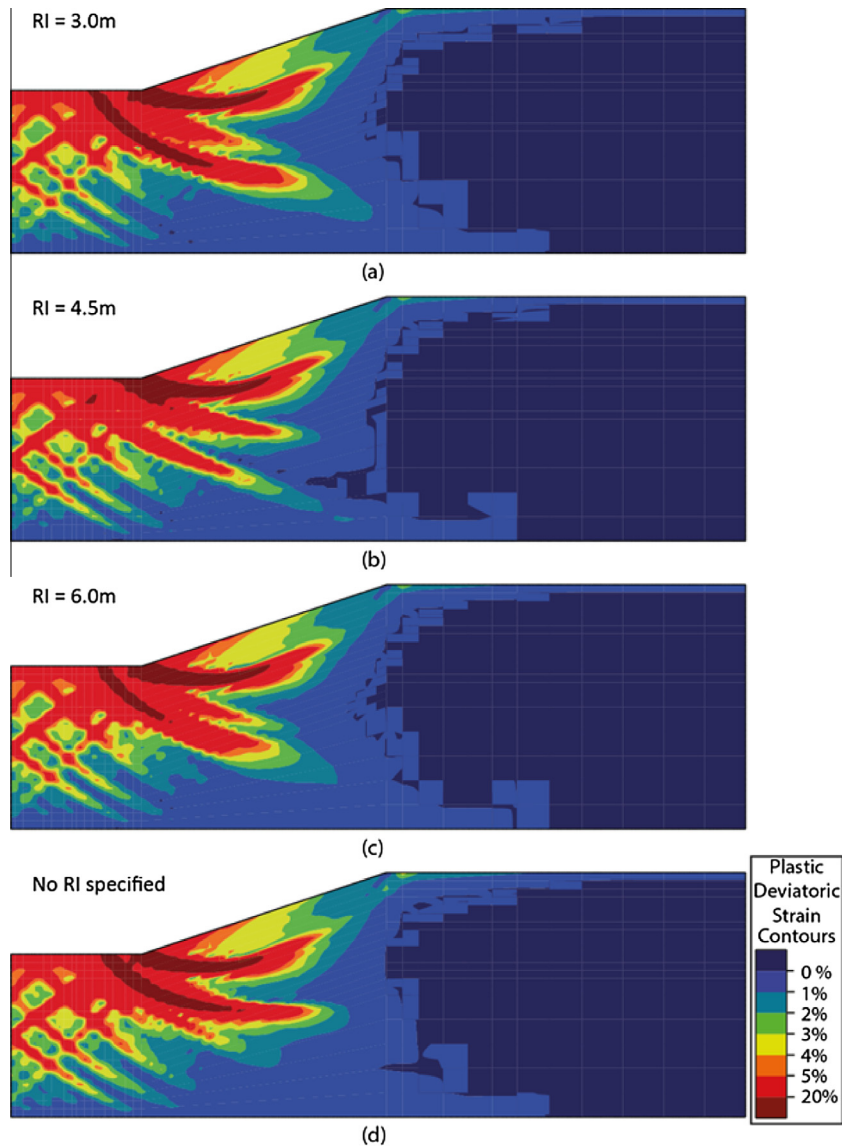 RI = 3.0m
(a)
RI = 4.5m
(b)
RI = 6.0m
(c)
No RI specified
(d)
Plastic
Deviatoric
Strain
Contours
0 %
1%
2%
3%
4%
5%
20%